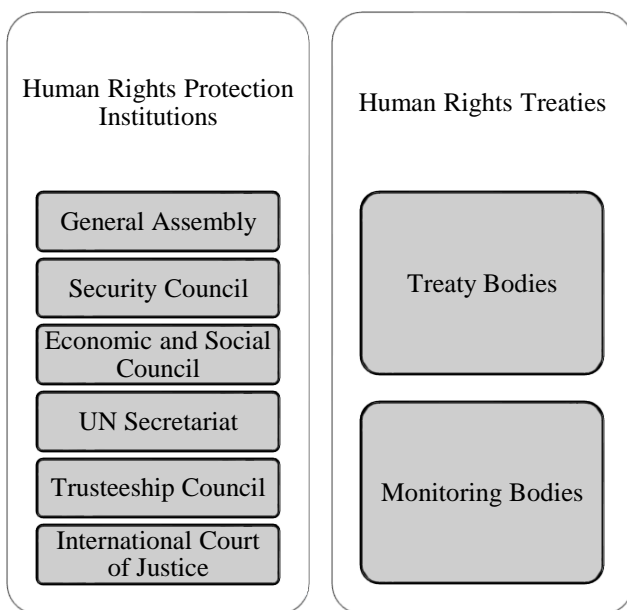 Human Rights Protection
Institutions
General Assembly
Security Council
Economic and Social
Council
UN Secretariat
Trusteeship Council
International Court
of Justice
Human Rights Treaties
Treaty Bodies
Monitoring Bodies